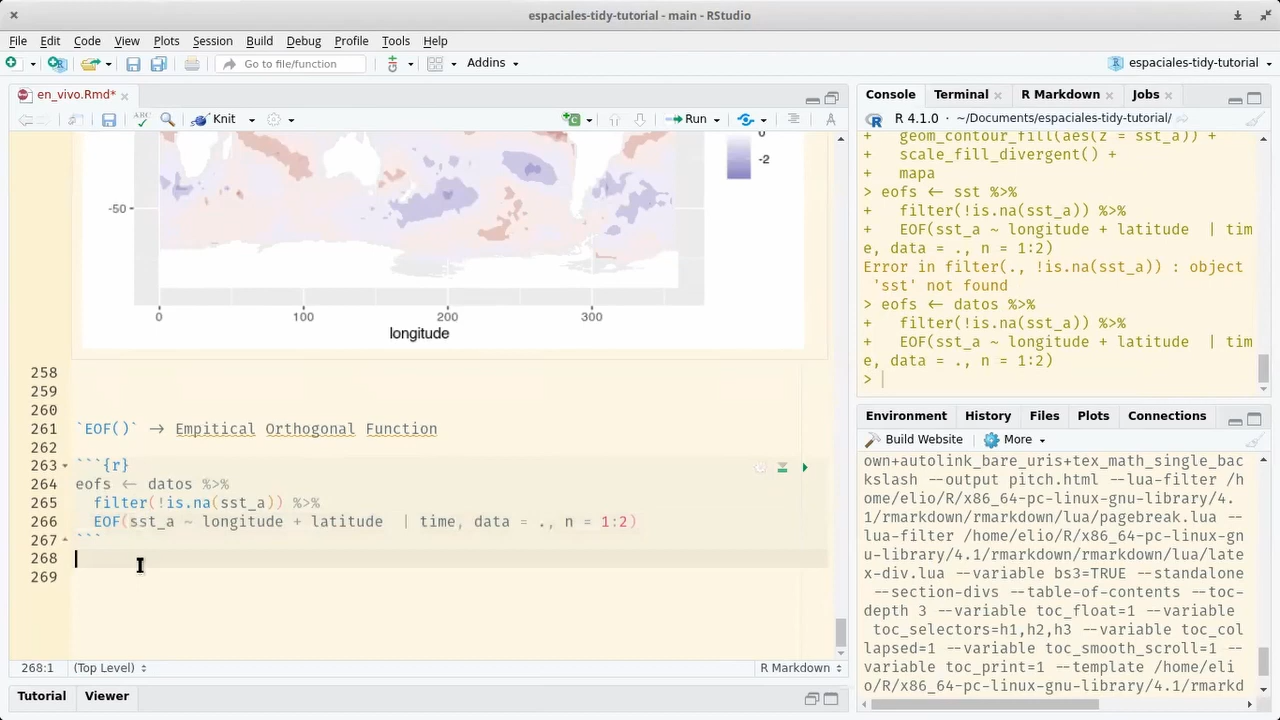 espaciales-tidy-tutorial - main - RStudio
File Edit Code View Plots Session Build Debug Profile Tools Help
Go to file/function
Addins
espaciales-tidy-tutorial
en_vivo.Rmd*
ABC
Knit
Run
0
-2
-50
0 100 200 300
longitude
258
259
260
261 `EOF()` → Empitical Orthogonal Function
262
263 ```{r}
264 eofs ← datos %>%
265 filter(!is.na(sst_a)) %>%
266 EOF(sst_a ~ longitude + latitude | time, data = ., n = 1:2)
267 ```
268
269
268:1 (Top Level) R Markdown
Tutorial Viewer
Console Terminal R Markdown Jobs
R 4.1.0 · ~/Documents/espaciales-tidy-tutorial/
+ geom_contour_fill(aes(z = sst_a)) +
+ scale_fill_divergent() +
+ mapa
> eofs ← sst %>%
+ filter(!is.na(sst_a)) %>%
+ EOF(sst_a ~ longitude + latitude | tim
e, data = ., n = 1:2)
Error in filter(., !is.na(sst_a)) : object
'sst' not found
> eofs ← datos %>%
+ filter(!is.na(sst_a)) %>%
+ EOF(sst_a ~ longitude + latitude | tim
e, data = ., n = 1:2)
>
Environment History Files Plots Connections
Build Website More
own+autolink_bare_uris+tex_math_single_bac
kslash --output pitch.html --lua-filter /h
ome/elio/R/x86_64-pc-linux-gnu-library/4.
1/rmarkdown/rmarkdown/lua/pagebreak.lua --
lua-filter /home/elio/R/x86_64-pc-linux-gn
u-library/4.1/rmarkdown/rmarkdown/lua/late
x-div.lua --variable bs3=TRUE --standalone
--section-divs --table-of-contents --toc-
depth 3 --variable toc_float=1 --variable
toc_selectors=h1,h2,h3 --variable toc_col
lapsed=1 --variable toc_smooth_scroll=1 --
variable toc_print=1 --template /home/eli
o/R/x86_64-pc-linux-gnu-library/4.1/rmarkd